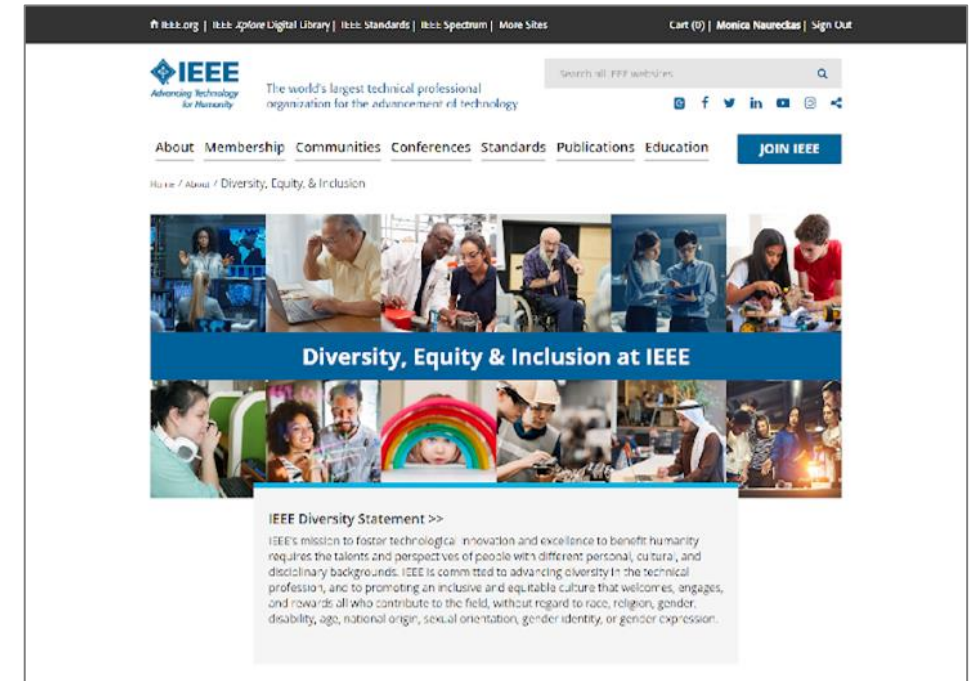 IEEE.org | IEEE Xplore Digital Library | IEEE Standards | IEEE Spectrum | More Sites
Cart (0) | Monica Naureckas | Sign Out
IEEE
Advancing Technology
for Humanity
The world's largest technical professional
organization for the advancement of technology
Search all IEEE websites
About Membership Communities Conferences Standards Publications Education
JOIN IEEE
Home / About / Diversity, Equity, & Inclusion
Diversity, Equity & Inclusion at IEEE
IEEE Diversity Statement >>
IEEE's mission to foster technological innovation and excellence to benefit humanity
requires the talents and perspectives of people with different personal, cultural, and
disciplinary backgrounds. IEEE is committed to advancing diversity in the technical
profession, and to promoting an inclusive and equitable culture that welcomes, engages,
and rewards all who contribute to the field, without regard to race, religion, gender,
disability, age, national origin, sexual orientation, gender identity, or gender expression.